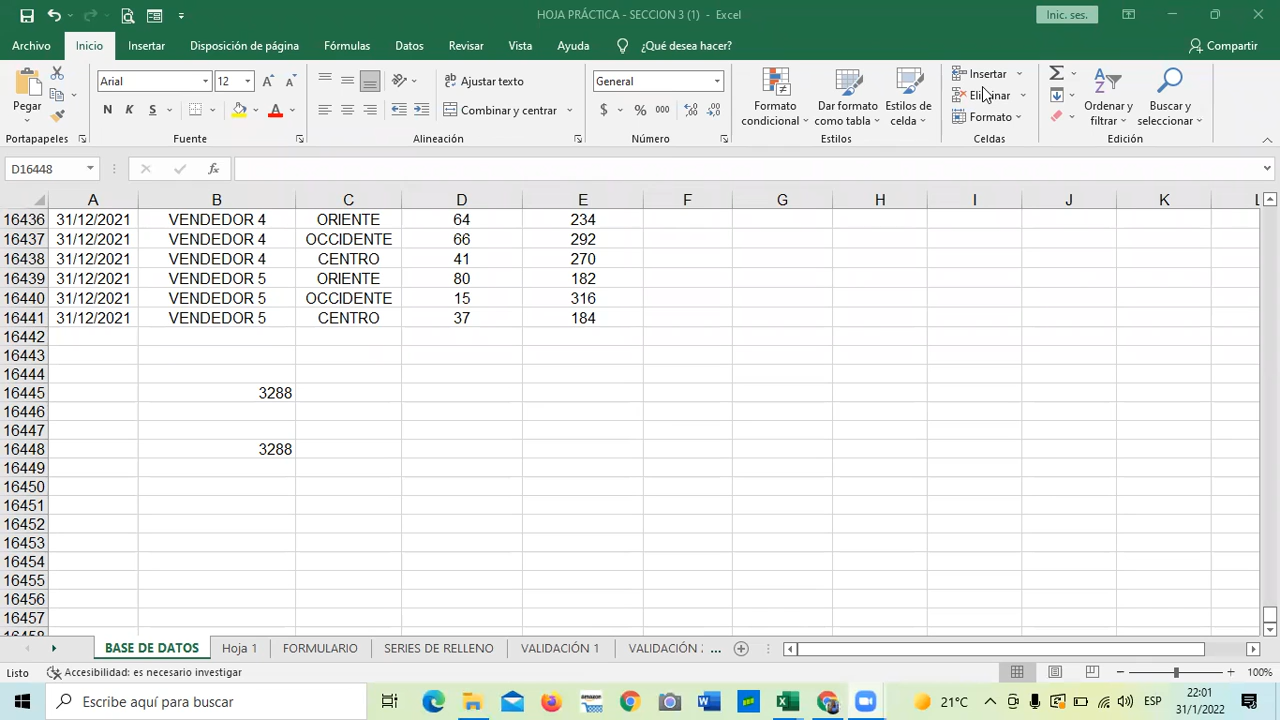 HOJA PRÁCTICA - SECCION 3 (1) - Excel
Inic. ses.
Archivo Inicio Insertar Disposición de página Fórmulas Datos Revisar Vista Ayuda ¿Qué desea hacer? Compartir
Pegar
Portapapeles
Arial 12
N K S
Fuente
Ajustar texto
Combinar y centrar
Alineación
General
$ % 000
Número
Formato condicional
Dar formato como tabla
Estilos de celda
Estilos
Insertar
Eliminar
Formato
Celdas
Ordenar y filtrar
Buscar y seleccionar
Edición
D16448 fx
A B C D E F G H I J K L
16436 31/12/2021 VENDEDOR 4 ORIENTE 64 234
16437 31/12/2021 VENDEDOR 4 OCCIDENTE 66 292
16438 31/12/2021 VENDEDOR 4 CENTRO 41 270
16439 31/12/2021 VENDEDOR 5 ORIENTE 80 182
16440 31/12/2021 VENDEDOR 5 OCCIDENTE 15 316
16441 31/12/2021 VENDEDOR 5 CENTRO 37 184
16442
16443
16444
16445 3288
16446
16447
16448 3288
16449
16450
16451
16452
16453
16454
16455
16456
16457
16458
BASE DE DATOS Hoja 1 FORMULARIO SERIES DE RELLENO VALIDACIÓN 1 VALIDACIÓN ...
Listo Accesibilidad: es necesario investigar 100%
Escribe aquí para buscar 21°C ESP 22:01
31/1/2022